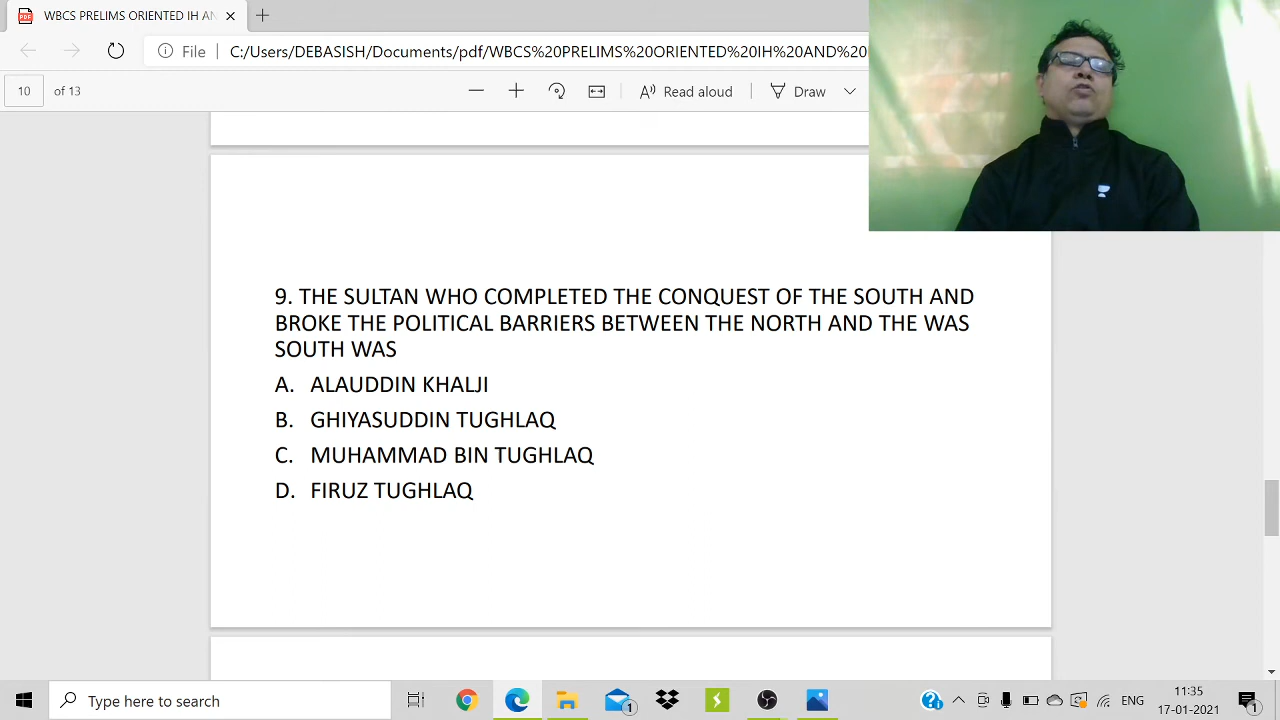 WBCS PRELIMS ORIENTED IH AN
File
C:/Users/DEBASISH/Documents/pdf/WBCS%20PRELIMS%20ORIENTED%20IH%20AND%20
10 of 13
Read aloud
Draw
9. THE SULTAN WHO COMPLETED THE CONQUEST OF THE SOUTH AND
BROKE THE POLITICAL BARRIERS BETWEEN THE NORTH AND THE WAS
SOUTH WAS
A. ALAUDDIN KHALJI
B. GHIYASUDDIN TUGHLAQ
C. MUHAMMAD BIN TUGHLAQ
D. FIRUZ TUGHLAQ
Type here to search
1
ENG
11:35
17-01-2021
1